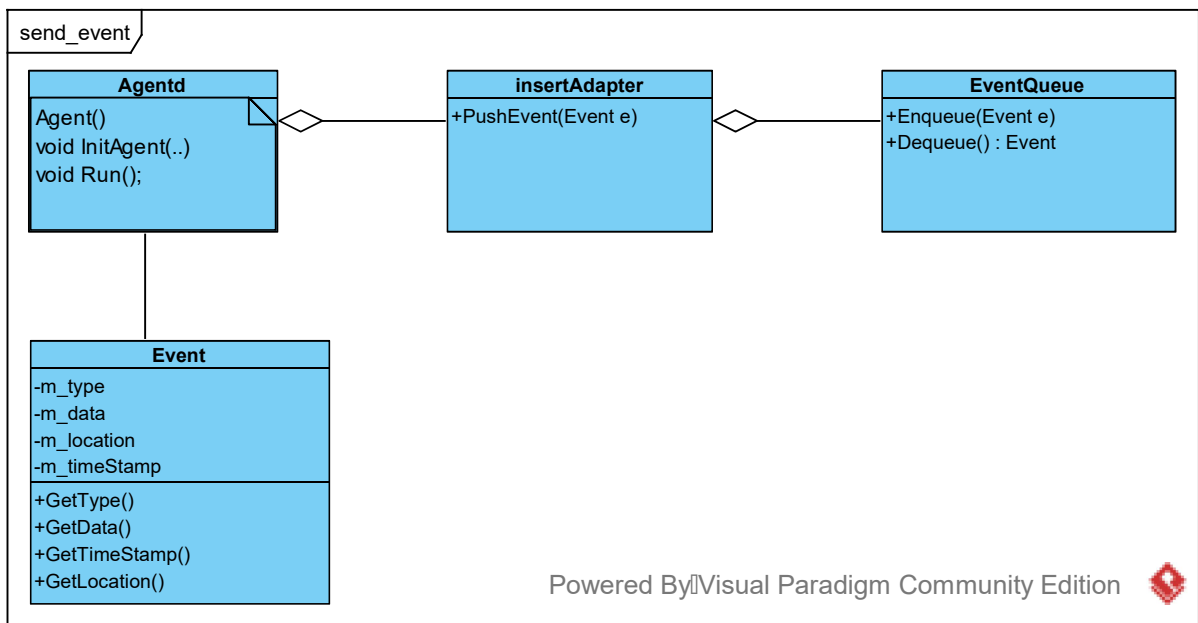 send_event
Agentd
Agent()
void InitAgent(..)
void Run();
insertAdapter
+PushEvent(Event e)
EventQueue
+Enqueue(Event e)
+Dequeue() : Event
Event
-m_type
-m_data
-m_location
-m_timeStamp
+GetType()
+GetData()
+GetTimeStamp()
+GetLocation()
Powered By Visual Paradigm Community Edition